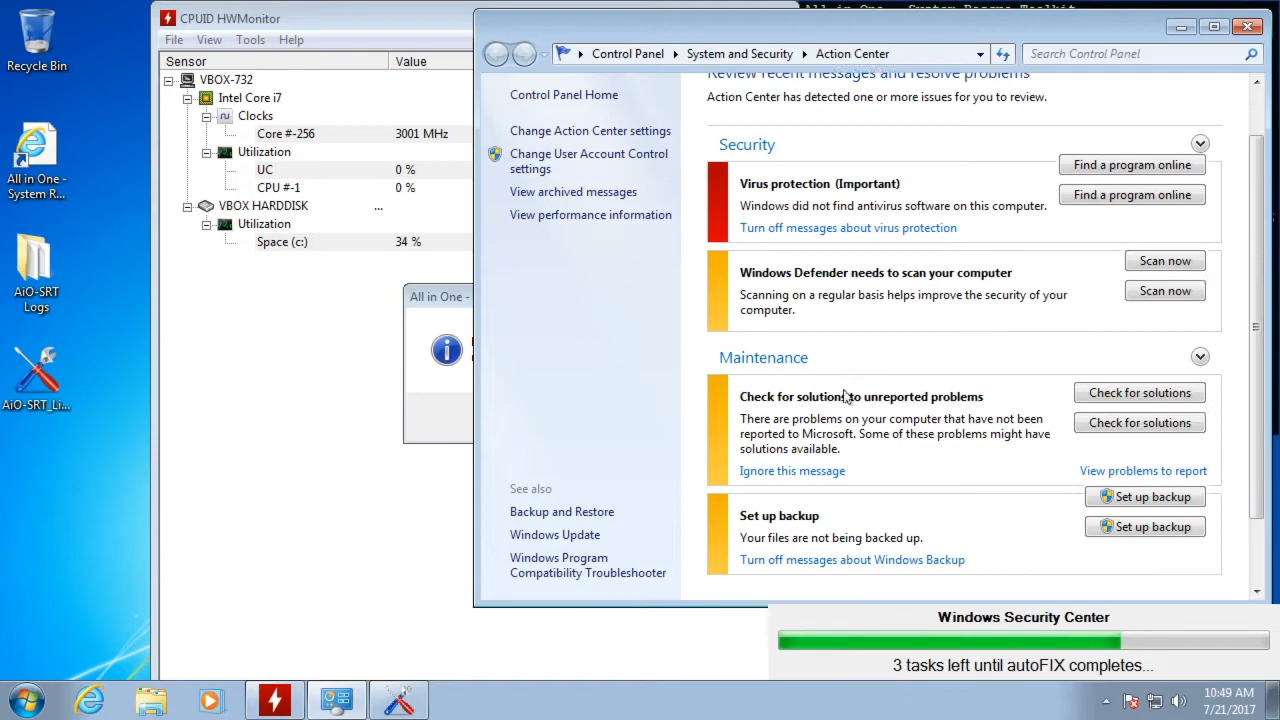 Recycle Bin
All in One -
System R...
AiO-SRT
Logs
AiO-SRT_Li...
CPUID HWMonitor
File View Tools Help
Sensor Value
VBOX-732
Intel Core i7
Clocks
Core #-256 3001 MHz
Utilization
UC 0 %
CPU #-1 0 %
VBOX HARDDISK ...
Utilization
Space (c:) 34 %
All in One -
Control Panel System and Security Action Center
Search Control Panel
Control Panel Home
Change Action Center settings
Change User Account Control
settings
View archived messages
View performance information
See also
Backup and Restore
Windows Update
Windows Program
Compatibility Troubleshooter
Review recent messages and resolve problems
Action Center has detected one or more issues for you to review.
Security
Virus protection (Important)
Windows did not find antivirus software on this computer.
Turn off messages about virus protection
Find a program online
Find a program online
Windows Defender needs to scan your computer
Scanning on a regular basis helps improve the security of your
computer.
Scan now
Scan now
Maintenance
Check for solutions to unreported problems
There are problems on your computer that have not been
reported to Microsoft. Some of these problems might have
solutions available.
Ignore this message
Check for solutions
Check for solutions
View problems to report
Set up backup
Your files are not being backed up.
Turn off messages about Windows Backup
Set up backup
Set up backup
Windows Security Center
3 tasks left until autoFIX completes...
10:49 AM
7/21/2017